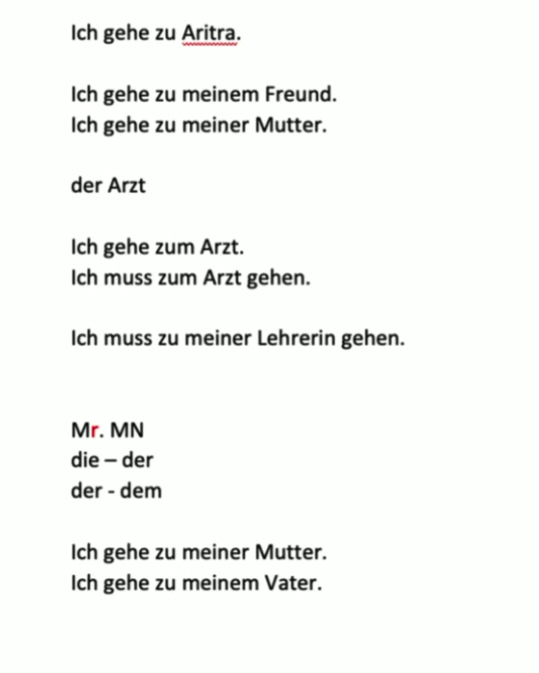 Ich gehe zu Aritra.
Ich gehe zu meinem Freund.
Ich gehe zu meiner Mutter.
der Arzt
Ich gehe zum Arzt.
Ich muss zum Arzt gehen.
Ich muss zu meiner Lehrerin gehen.
Mr. MN
die – der
der - dem
Ich gehe zu meiner Mutter.
Ich gehe zu meinem Vater.